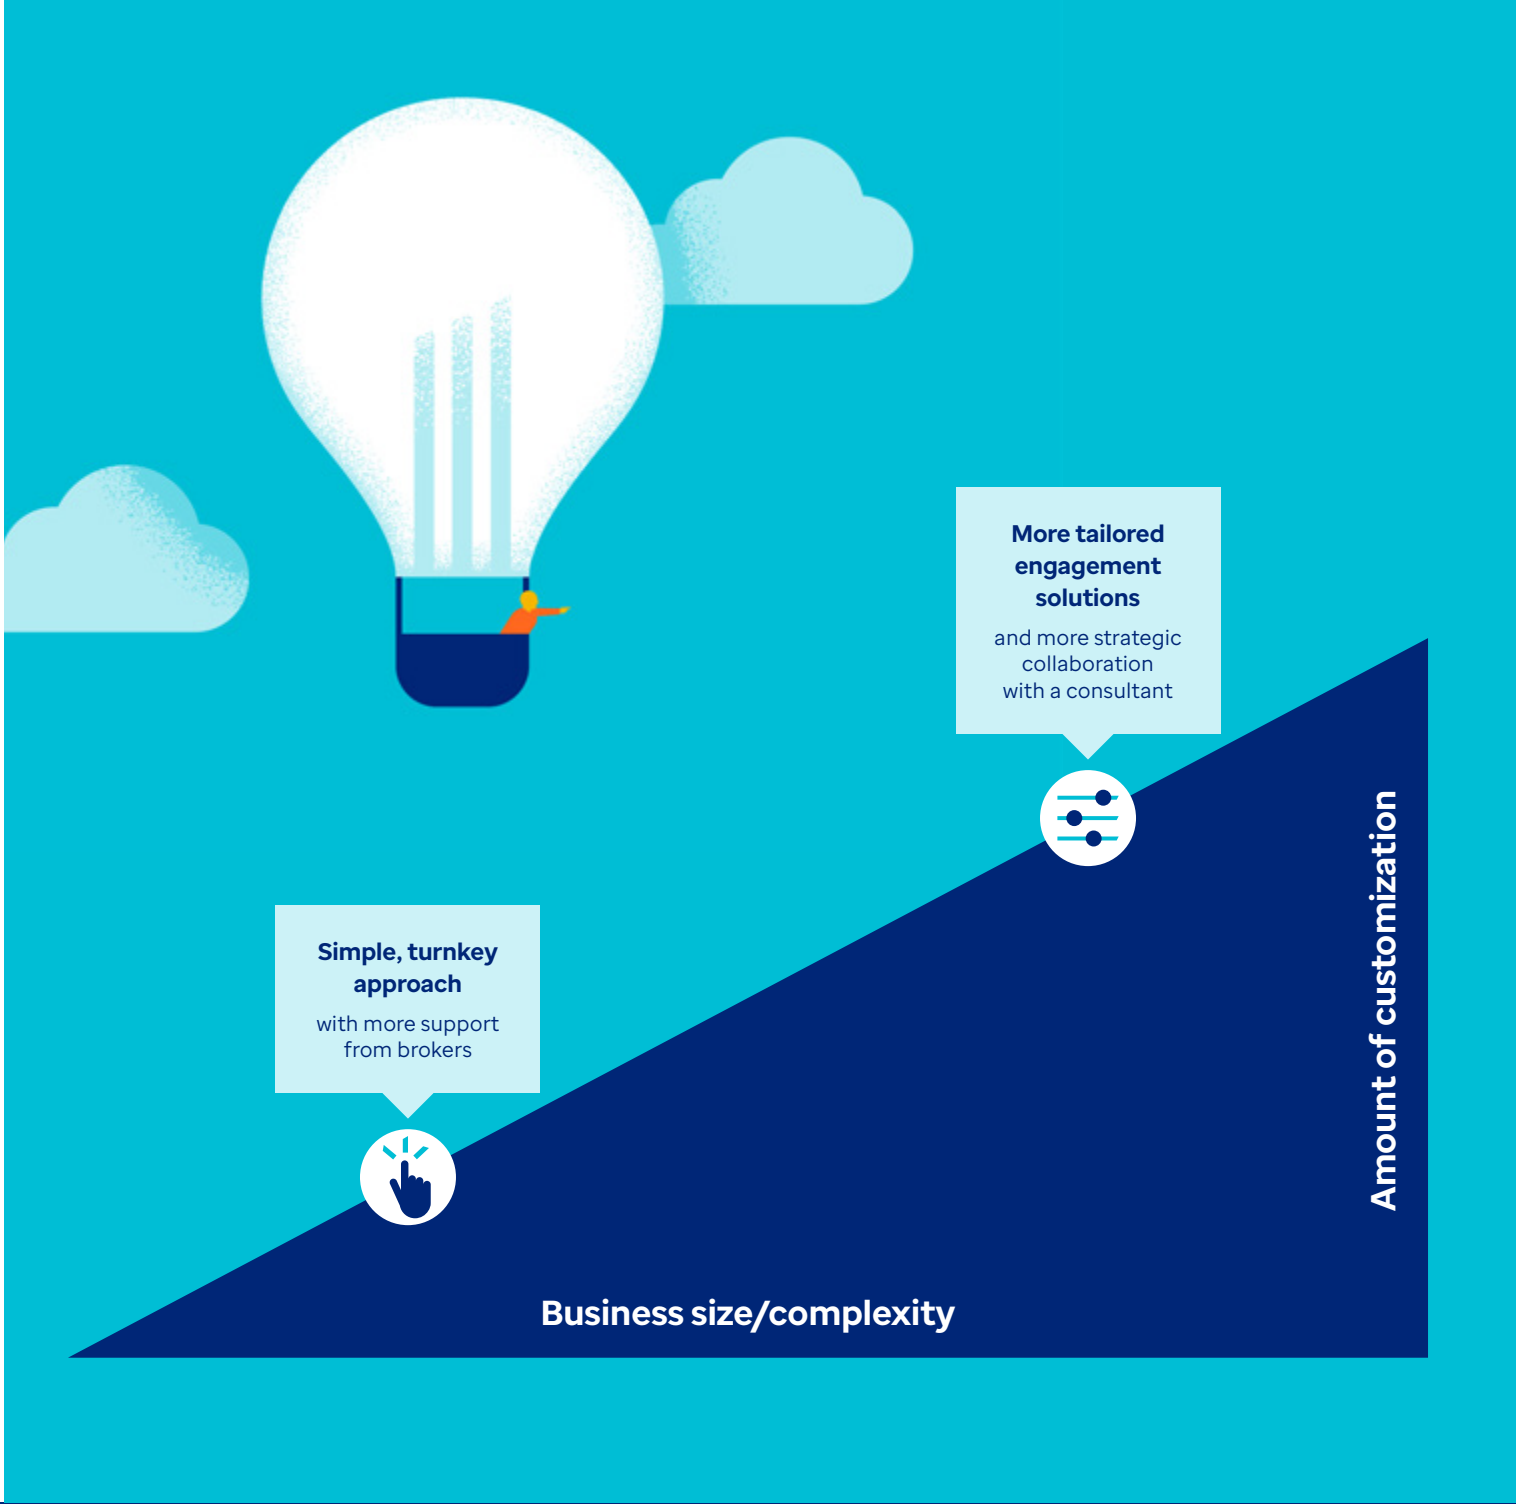 More tailored
engagement
solutions
and more strategic
collaboration
with a consultant
Simple, turnkey
approach
with more support
from brokers
Amount of customization
Business size/complexity